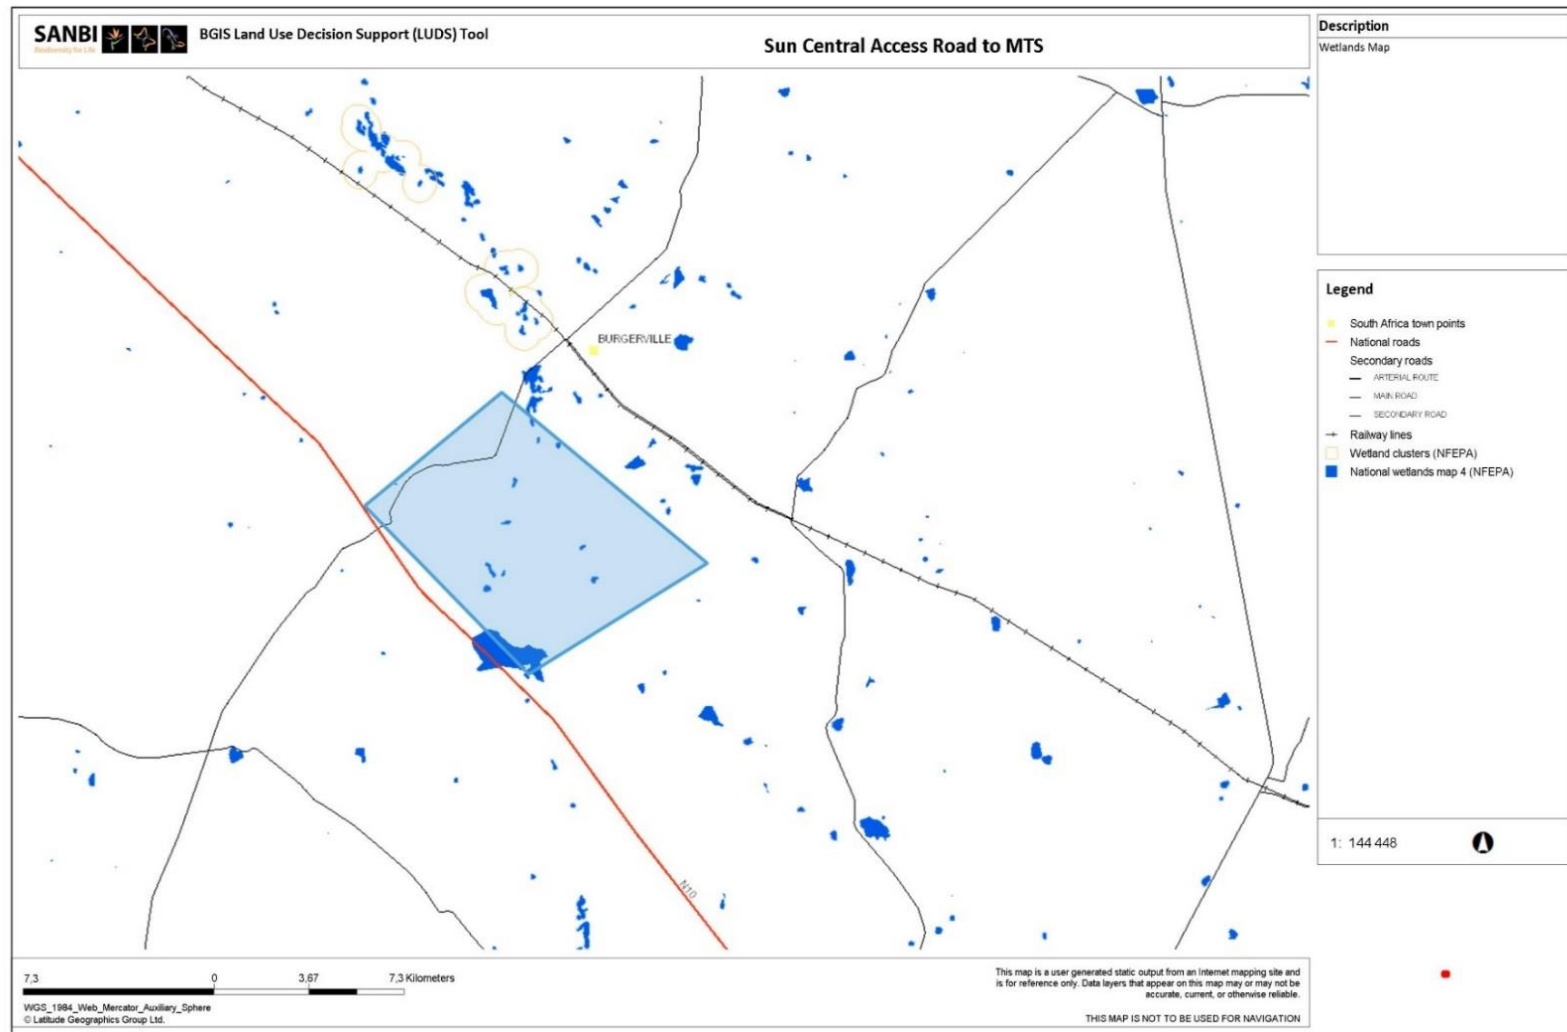 SANBI
Biodiversity for Life
BGIS Land Use Decision Support (LUDS) Tool
Sun Central Access Road to MTS
Description
Wetlands Map
BURGERVILLE
N10
Legend
South Africa town points
National roads
Secondary roads
ARTERIAL ROUTE
MAIN ROAD
SECONDARY ROAD
Railway lines
Wetland clusters (NFEPA)
National wetlands map 4 (NFEPA)
1: 144 448
7,3 0 3,67 7,3 Kilometers
WGS_1984_Web_Mercator_Auxiliary_Sphere
© Latitude Geographics Group Ltd.
This map is a user generated static output from an Internet mapping site and
is for reference only. Data layers that appear on this map may or may not be
accurate, current, or otherwise reliable.
THIS MAP IS NOT TO BE USED FOR NAVIGATION